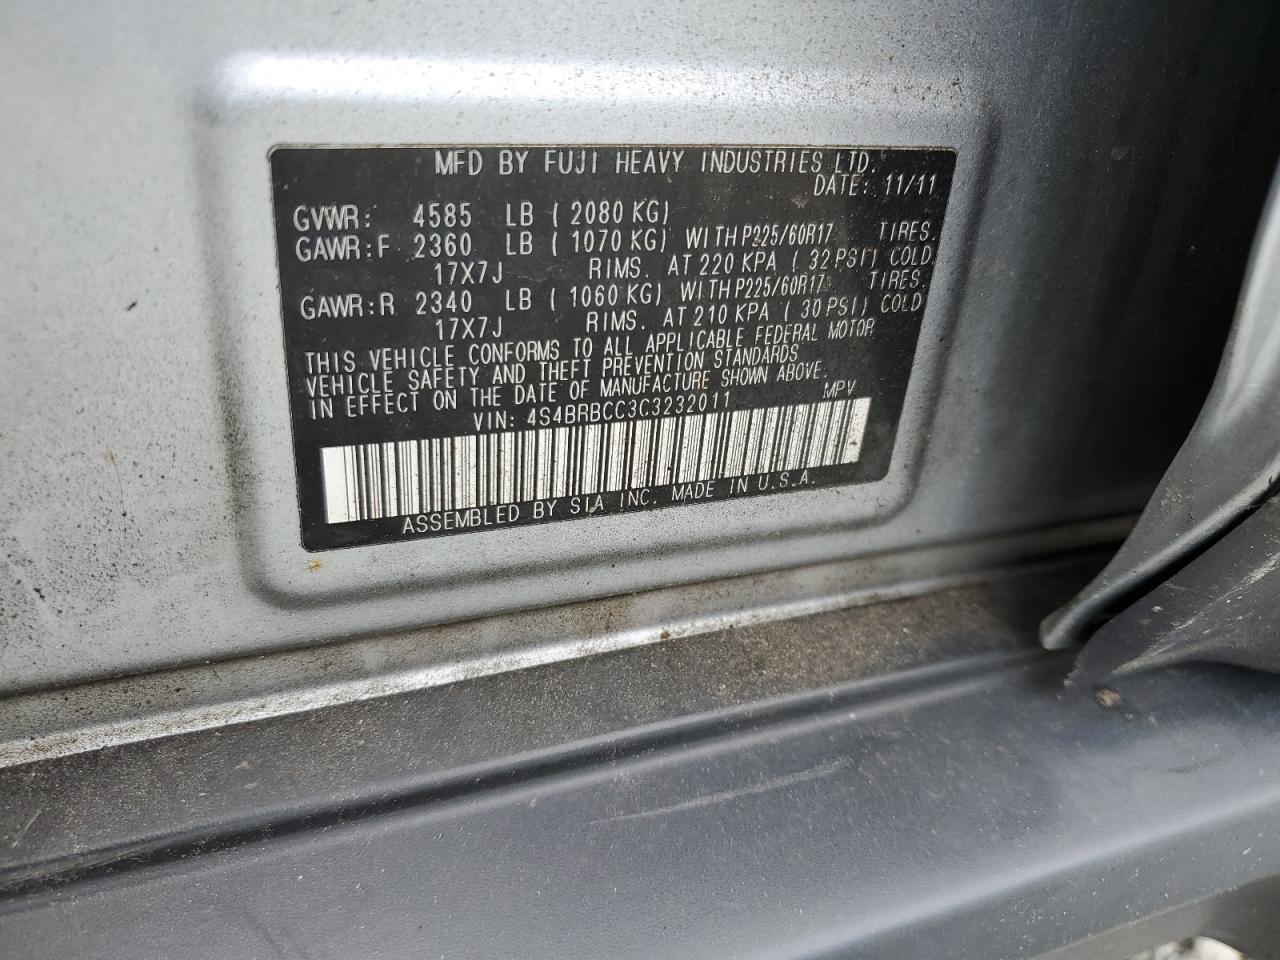 MFD BY FUJI HEAVY INDUSTRIES LTD.
DATE: 11/11
GVWR: 4585 LB ( 2080 KG)
GAWR:F 2360 LB ( 1070 KG) WITH P225/60R17 TIRES.
17X7J RIMS. AT 220 KPA ( 32 PSI) COLD
GAWR:R 2340 LB ( 1060 KG) WITH P225/60R17 TIRES.
17X7J RIMS. AT 210 KPA ( 30 PSI) COLD
THIS VEHICLE CONFORMS TO ALL APPLICABLE FEDERAL MOTOR
VEHICLE SAFETY AND THEFT PREVENTION STANDARDS
IN EFFECT ON THE DATE OF MANUFACTURE SHOWN ABOVE.
VIN: 4S4BRBCC3C3232011 MPV
ASSEMBLED BY SIA INC. MADE IN U.S.A.